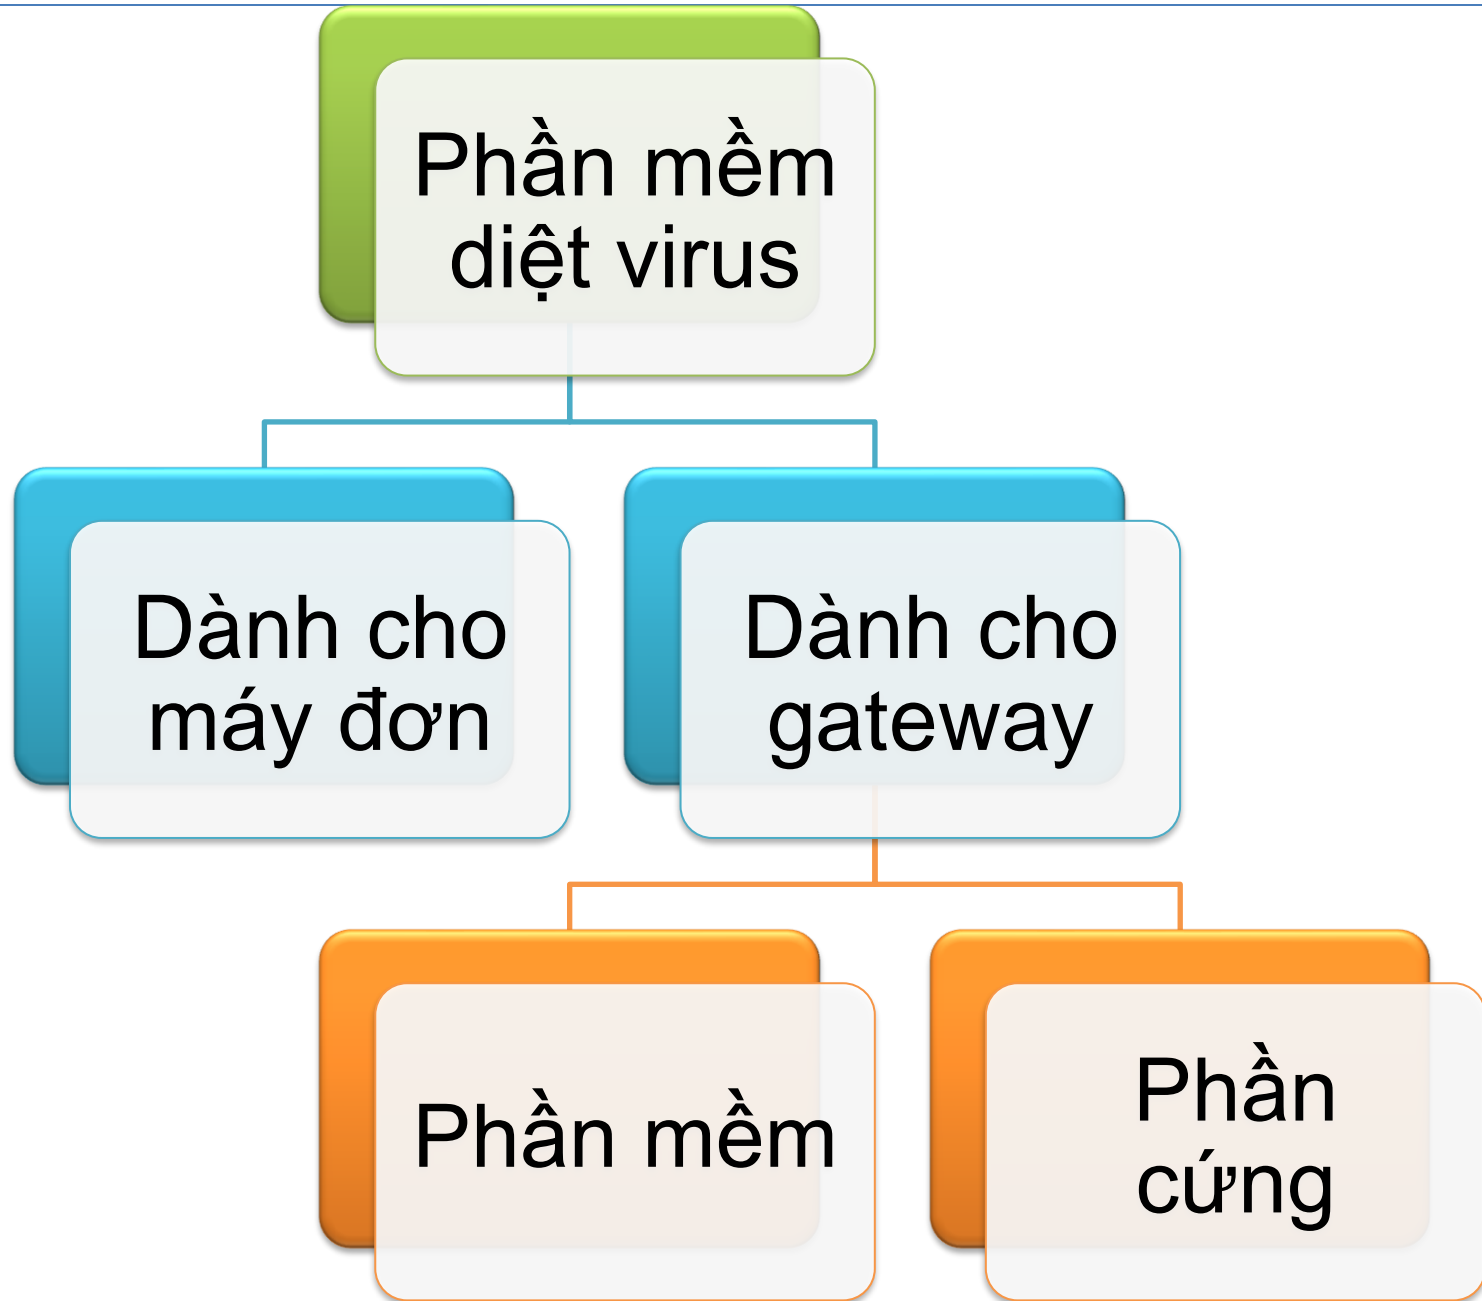 Phần mềm
diệt virus
Dành cho
máy đơn
Dành cho
gateway
Phần mềm
Phần
cứng